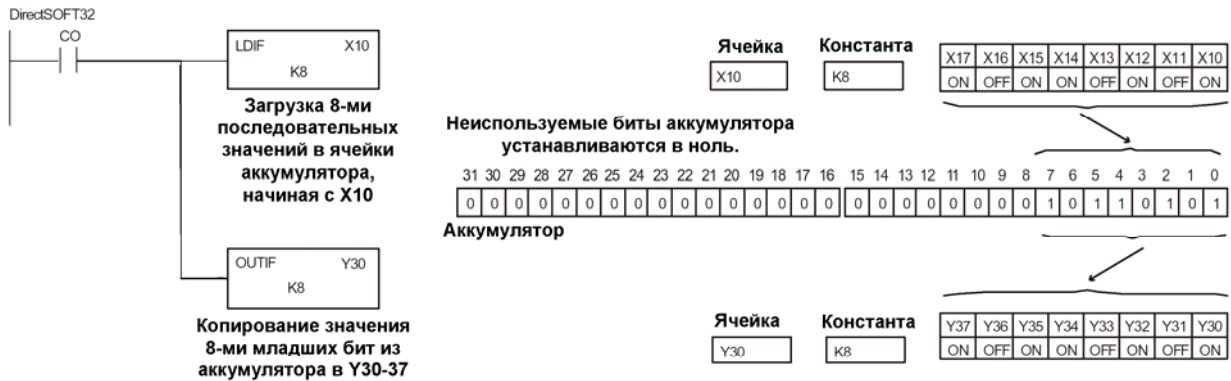 DirectSOFT32
CO
LDIF X10
K8
Загрузка 8-ми
последовательных
значений в ячейки
аккумулятора,
начиная с X10
OUTIF Y30
K8
Копирование значения
8-ми младших бит из
аккумулятора в Y30-37
Ячейка Константа
X10 K8
X17 X16 X15 X14 X13 X12 X11 X10
ON OFF ON ON OFF ON OFF ON
Неиспользуемые биты аккумулятора
устанавливаются в ноль.
31 30 29 28 27 26 25 24 23 22 21 20 19 18 17 16 15 14 13 12 11 10 9 8 7 6 5 4 3 2 1 0
0 0 0 0 0 0 0 0 0 0 0 0 0 0 0 0 0 0 0 0 0 0 0 0 1 0 1 1 0 1 0 1
Аккумулятор
Ячейка Константа
Y30 K8
Y37 Y36 Y35 Y34 Y33 Y32 Y31 Y30
ON OFF ON ON OFF ON OFF ON